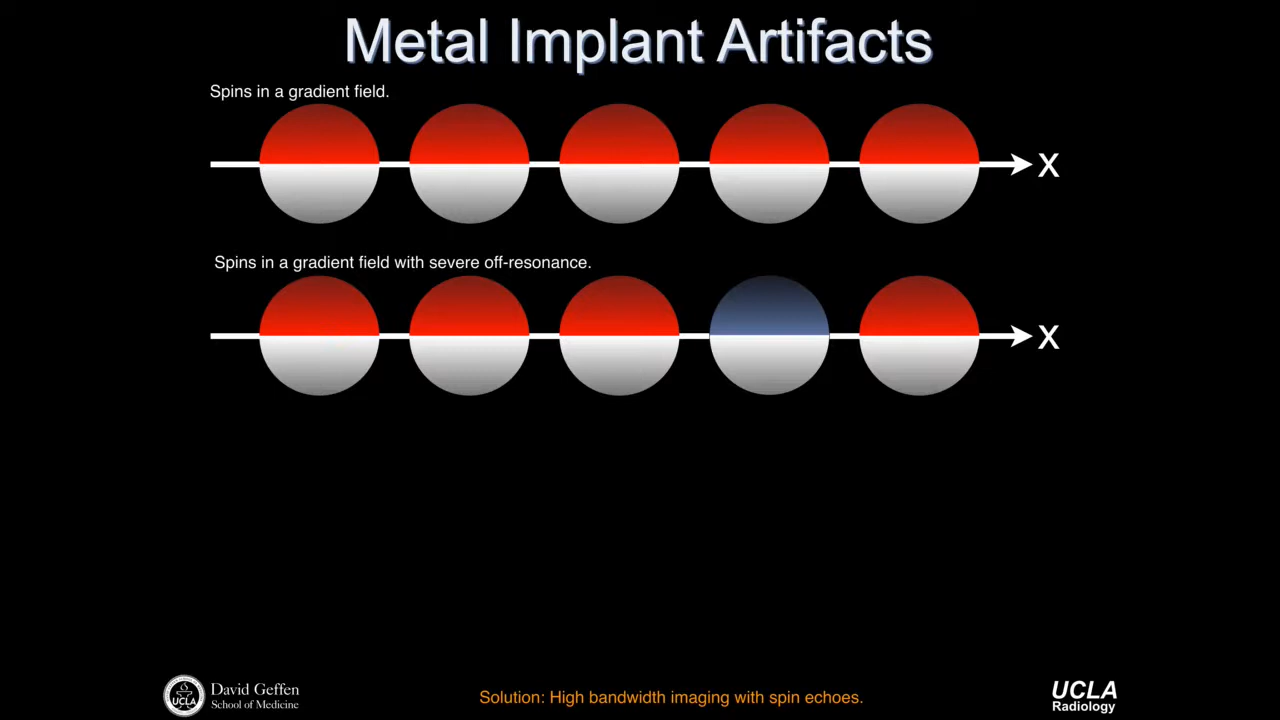 Metal Implant Artifacts
Spins in a gradient field.
X
Spins in a gradient field with severe off-resonance.
X
David Geffen
School of Medicine
UCLA
Solution: High bandwidth imaging with spin echoes.
UCLA
Radiology